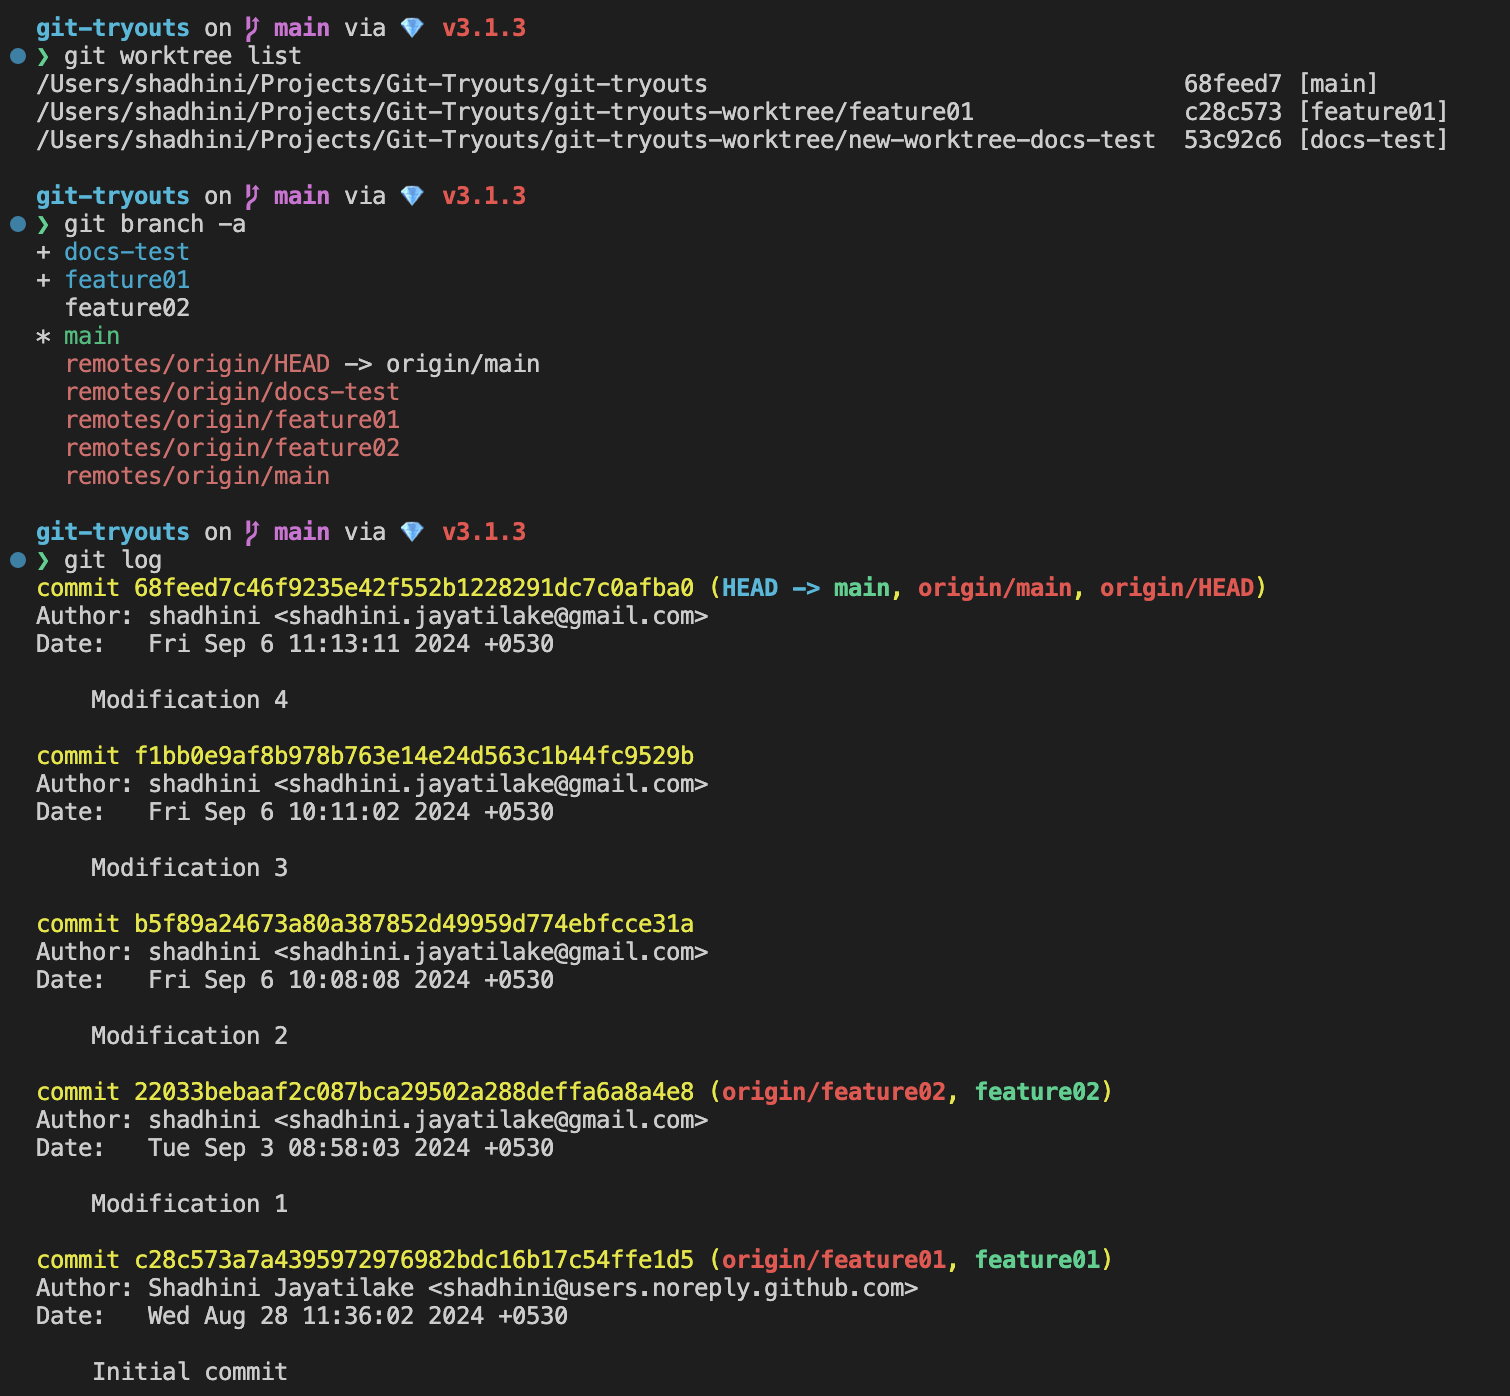 git-tryouts on main via 💎 v3.1.3
❯ git worktree list
/Users/shadhini/Projects/Git-Tryouts/git-tryouts 68feed7 [main]
/Users/shadhini/Projects/Git-Tryouts/git-tryouts-worktree/feature01 c28c573 [feature01]
/Users/shadhini/Projects/Git-Tryouts/git-tryouts-worktree/new-worktree-docs-test 53c92c6 [docs-test]
git-tryouts on main via 💎 v3.1.3
❯ git branch -a
+ docs-test
+ feature01
feature02
* main
remotes/origin/HEAD -> origin/main
remotes/origin/docs-test
remotes/origin/feature01
remotes/origin/feature02
remotes/origin/main
git-tryouts on main via 💎 v3.1.3
❯ git log
commit 68feed7c46f9235e42f552b1228291dc7c0afba0 (HEAD -> main, origin/main, origin/HEAD)
Author: shadhini <shadhini.jayatilake@gmail.com>
Date: Fri Sep 6 11:13:11 2024 +0530
Modification 4
commit f1bb0e9af8b978b763e14e24d563c1b44fc9529b
Author: shadhini <shadhini.jayatilake@gmail.com>
Date: Fri Sep 6 10:11:02 2024 +0530
Modification 3
commit b5f89a24673a80a387852d49959d774ebfcce31a
Author: shadhini <shadhini.jayatilake@gmail.com>
Date: Fri Sep 6 10:08:08 2024 +0530
Modification 2
commit 22033bebaaf2c087bca29502a288deffa6a8a4e8 (origin/feature02, feature02)
Author: shadhini <shadhini.jayatilake@gmail.com>
Date: Tue Sep 3 08:58:03 2024 +0530
Modification 1
commit c28c573a7a4395972976982bdc16b17c54ffe1d5 (origin/feature01, feature01)
Author: Shadhini Jayatilake <shadhini@users.noreply.github.com>
Date: Wed Aug 28 11:36:02 2024 +0530
Initial commit